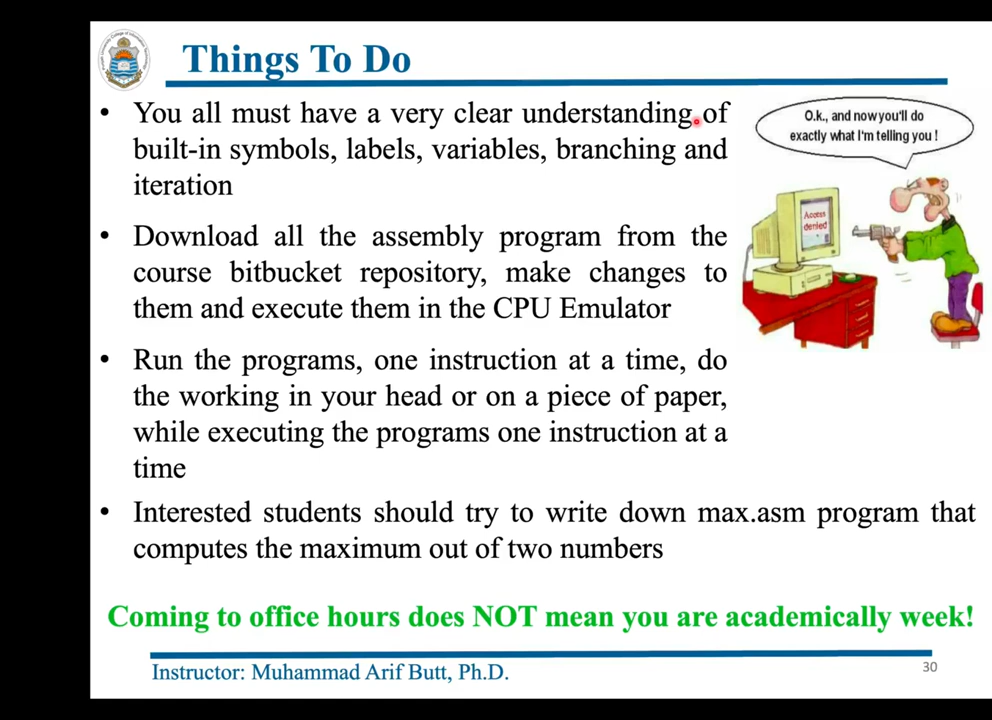 Things To Do
• You all must have a very clear understanding of
built-in symbols, labels, variables, branching and
iteration
• Download all the assembly program from the
course bitbucket repository, make changes to
them and execute them in the CPU Emulator
• Run the programs, one instruction at a time, do
the working in your head or on a piece of paper,
while executing the programs one instruction at a
time
• Interested students should try to write down max.asm program that
computes the maximum out of two numbers
O.k., and now you'll do
exactly what I'm telling you !
Access
denied
Coming to office hours does NOT mean you are academically week!
Instructor: Muhammad Arif Butt, Ph.D.
30